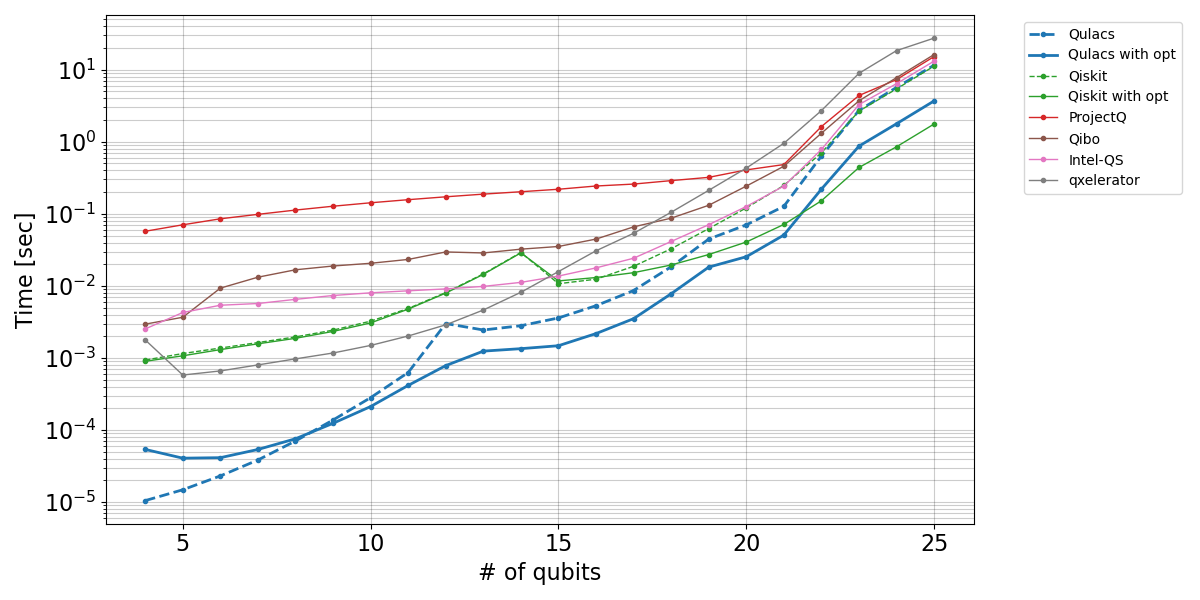 Time [sec]
10^1
10^0
10^−1
10^−2
10^−3
10^−4
10^−5
5 10 15 20 25
# of qubits
Qulacs
Qulacs with opt
Qiskit
Qiskit with opt
ProjectQ
Qibo
Intel-QS
qxelerator